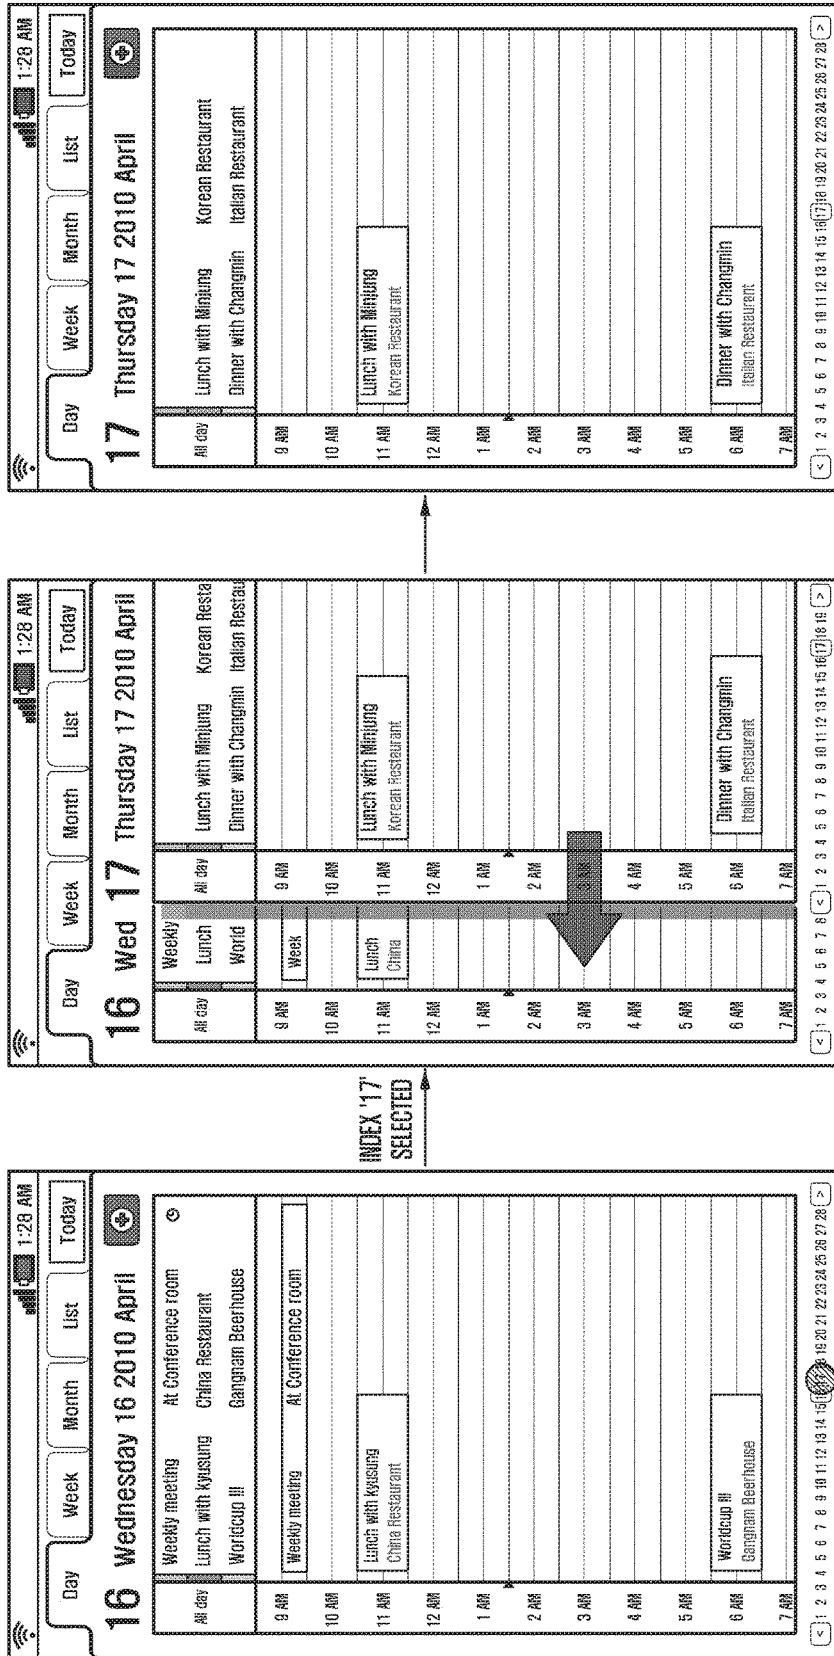 1:28 AM
Day Week Month List Today
16 Wednesday 16 2010 April
All day
Weekly meeting At Conference room
Lunch with kyusung China Restaurant
Worldcup !!! Gangnam Beerhouse
9 AM
Weekly meeting At Conference room
10 AM
11 AM
Lunch with kyusung
China Restaurant
12 AM
1 AM
2 AM
3 AM
4 AM
5 AM
6 AM
Worldcup !!!
Gangnam Beerhouse
7 AM
< 1 2 3 4 5 6 7 8 9 10 11 12 13 14 15 19 20 21 22 23 24 25 26 27 28 >
INDEX '17'
SELECTED
1:28 AM
Day Week Month List Today
16 Wed 17 Thursday 17 2010 April
All day
Weekly
Lunch
World
9 AM
Week
10 AM
11 AM
Lunch
China
12 AM
1 AM
2 AM
3 AM
4 AM
5 AM
6 AM
7 AM
< 1 2 3 4 5 6 7 8
All day
Lunch with Minjung Korean Resta
Dinner with Changmin Italian Restau
9 AM
10 AM
11 AM
Lunch with Minjung
Korean Restaurant
12 AM
1 AM
2 AM
3 AM
4 AM
5 AM
6 AM
Dinner with Changmin
Italian Restaurant
7 AM
< 1 2 3 4 5 6 7 8 9 10 11 12 13 14 15 16 17 18 19 >
1:28 AM
Day Week Month List Today
17 Thursday 17 2010 April
All day
Lunch with Minjung Korean Restaurant
Dinner with Changmin Italian Restaurant
9 AM
10 AM
11 AM
Lunch with Minjung
Korean Restaurant
12 AM
1 AM
2 AM
3 AM
4 AM
5 AM
6 AM
Dinner with Changmin
Italian Restaurant
7 AM
< 1 2 3 4 5 6 7 8 9 10 11 12 13 14 15 16 17 18 19 20 21 22 23 24 25 26 27 28 >